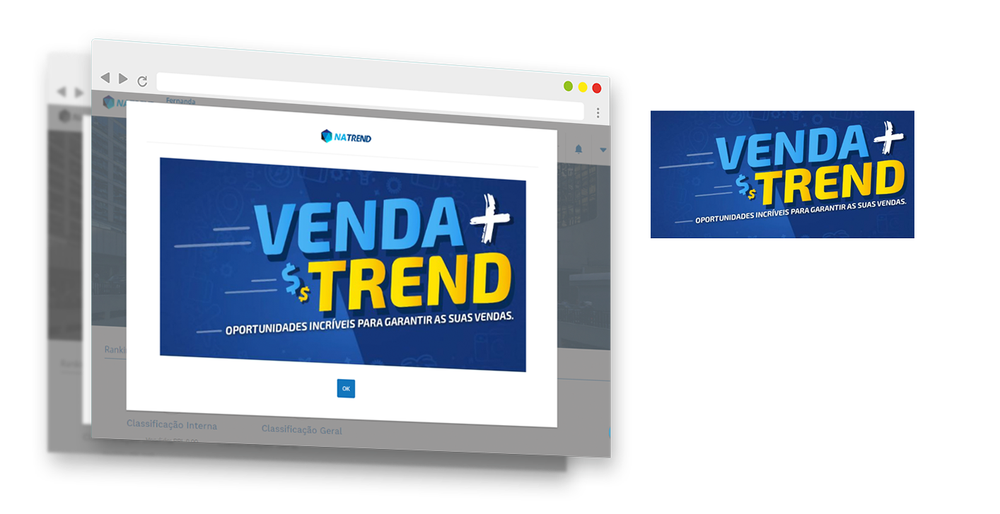 Fernanda
NATREND
VENDA+
$ $ TREND
OPORTUNIDADES INCRÍVEIS PARA GARANTIR AS SUAS VENDAS.
OK
Classificação Interna
Classificação Geral
VENDA+
$ $ TREND
OPORTUNIDADES INCRÍVEIS PARA GARANTIR AS SUAS VENDAS.